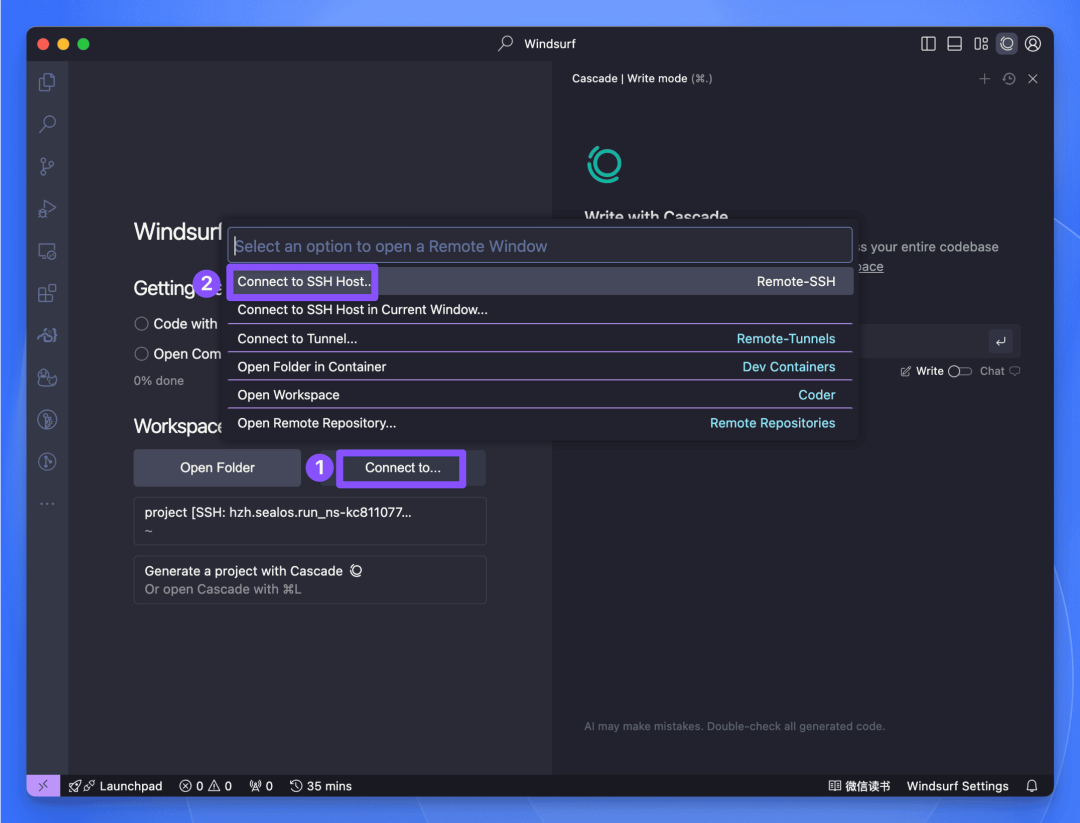 Windsurf
Cascade | Write mode (⌘.)
Write with Cascade
Windsurf
Select an option to open a Remote Window
ss your entire codebase
pace
2
Connect to SSH Host..
Remote-SSH
Getting
Connect to SSH Host in Current Window...
Code with
Connect to Tunnel...
Remote-Tunnels
Open Com
Open Folder in Container
Dev Containers
Write
Chat
0% done
Open Workspace
Coder
Workspace
Open Remote Repository...
Remote Repositories
Open Folder
1
Connect to...
project [SSH: hzh.sealos.run_ns-kc811077...
~
Generate a project with Cascade
Or open Cascade with ⌘L
AI may make mistakes. Double-check all generated code.
Launchpad
0
0
0
35 mins
微信读书
Windsurf Settings